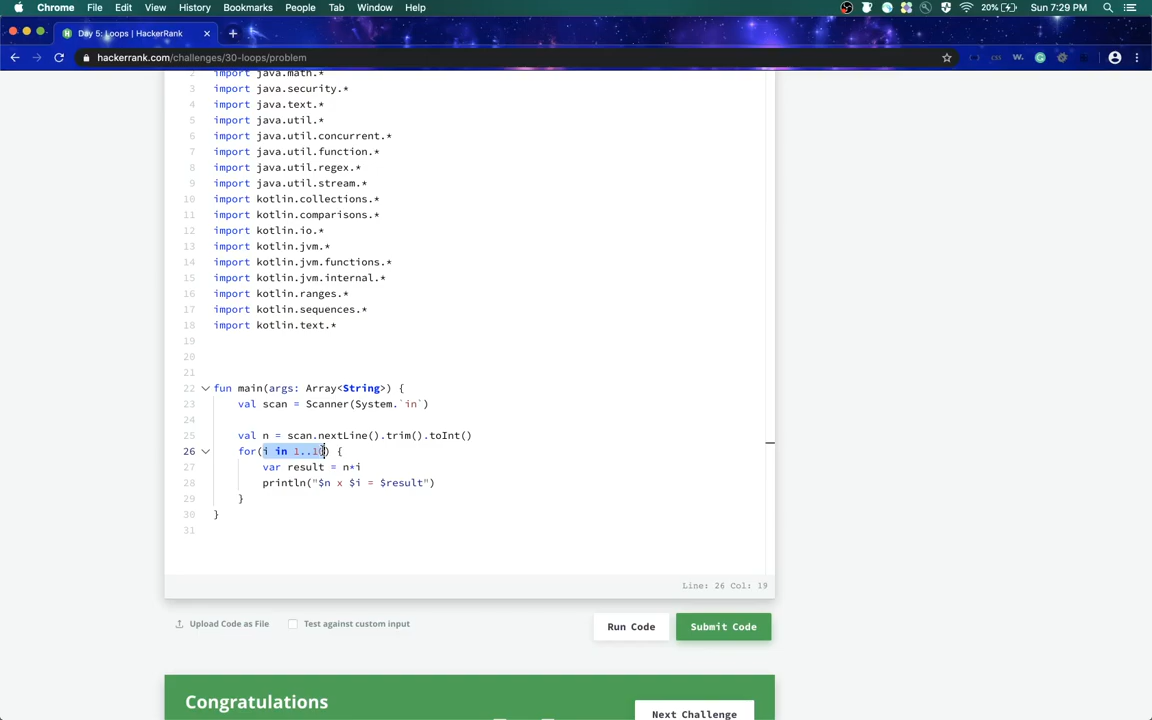 Chrome File Edit View History Bookmarks People Tab Window Help 20% Sun 7:29 PM
Day 5: Loops | HackerRank
hackerrank.com/challenges/30-loops/problem
2 import java.math.*
3 import java.security.*
4 import java.text.*
5 import java.util.*
6 import java.util.concurrent.*
7 import java.util.function.*
8 import java.util.regex.*
9 import java.util.stream.*
10 import kotlin.collections.*
11 import kotlin.comparisons.*
12 import kotlin.io.*
13 import kotlin.jvm.*
14 import kotlin.jvm.functions.*
15 import kotlin.jvm.internal.*
16 import kotlin.ranges.*
17 import kotlin.sequences.*
18 import kotlin.text.*
19
20
21
22 fun main(args: Array<String>) {
23 val scan = Scanner(System.`in`)
24
25 val n = scan.nextLine().trim().toInt()
26 for(i in 1..10) {
27 var result = n*i
28 println("$n x $i = $result")
29 }
30 }
31
Line: 26 Col: 19
Upload Code as File Test against custom input Run Code Submit Code
Congratulations
Next Challenge